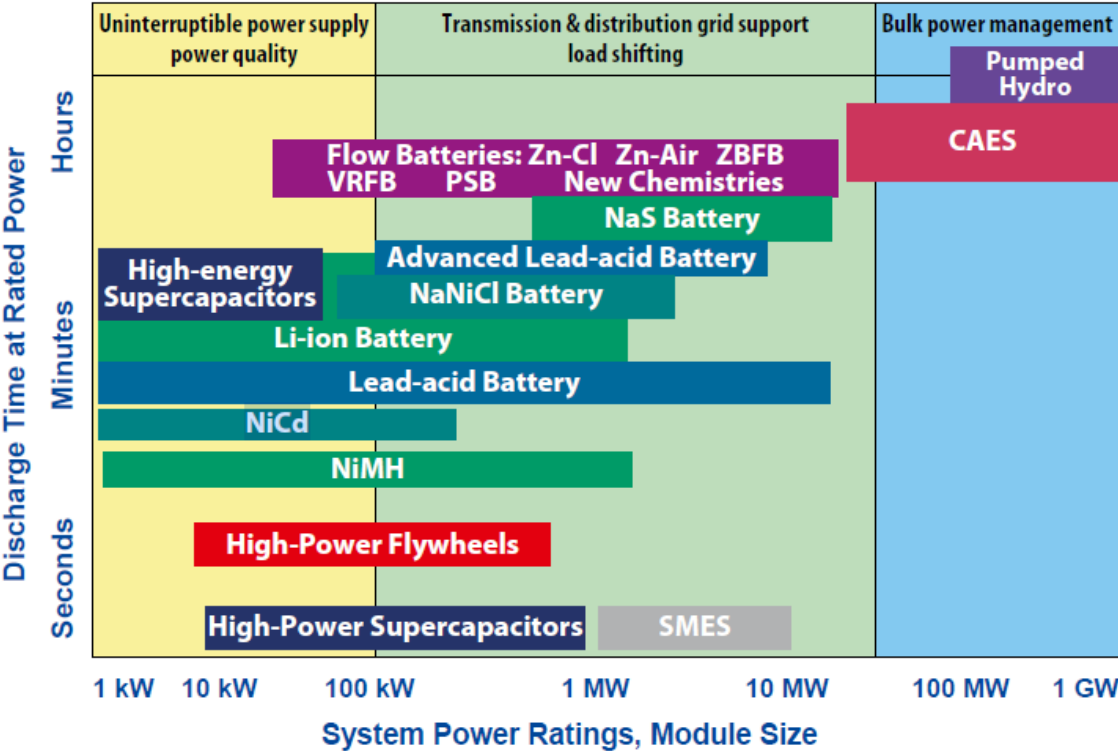 Uninterruptible power supply
power quality
Transmission & distribution grid support
load shifting
Bulk power management
Pumped
Hydro
CAES
Flow Batteries: Zn-Cl Zn-Air ZBFB
VRFB PSB New Chemistries
NaS Battery
Advanced Lead-acid Battery
High-energy
Supercapacitors
NaNiCl Battery
Li-ion Battery
Lead-acid Battery
NiCd
NiMH
High-Power Flywheels
High-Power Supercapacitors
SMES
Discharge Time at Rated Power
Hours
Minutes
Seconds
1 kW 10 kW 100 kW 1 MW 10 MW 100 MW 1 GW
System Power Ratings, Module Size